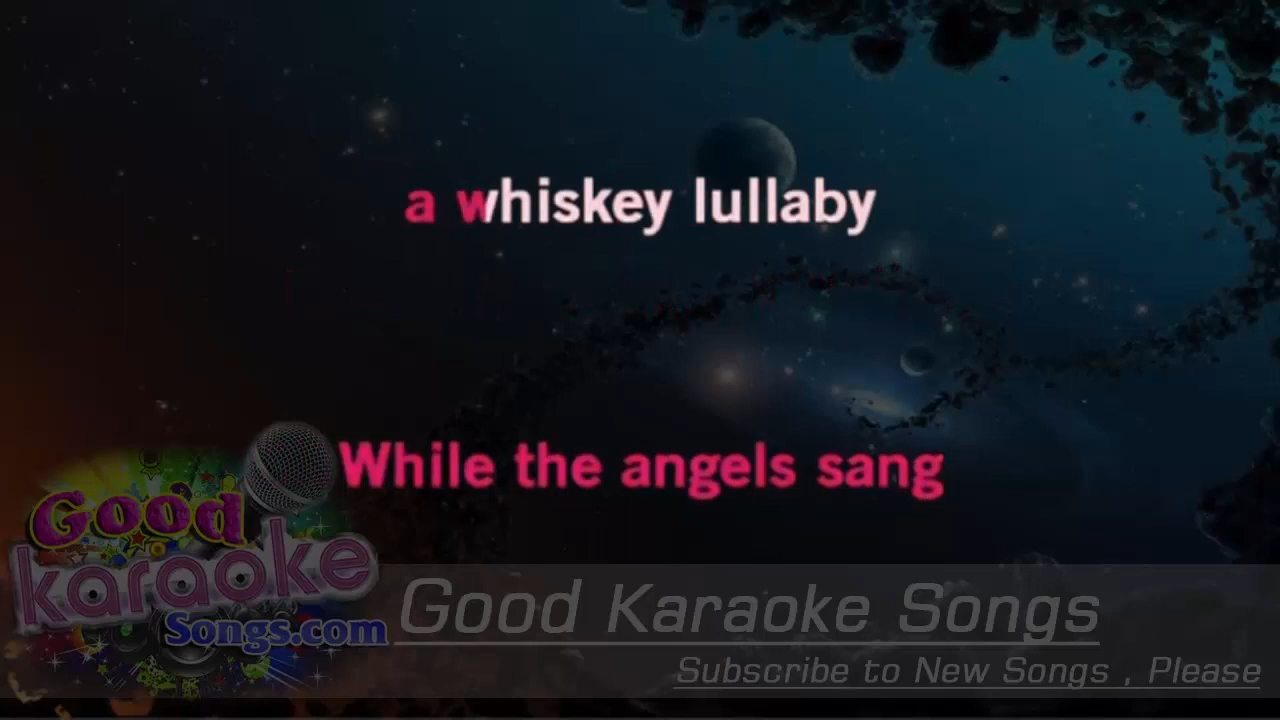 a whiskey lullaby
While the angels sang
Good
karaoke
Songs.com
Good Karaoke Songs
Subscribe to New Songs , Please